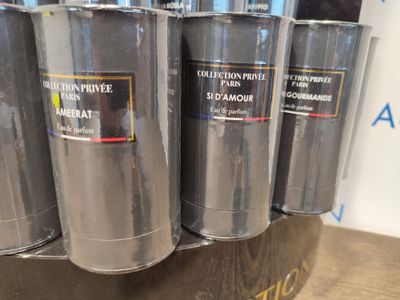 COLLECTION PRIVÉE
PARIS
AMEERAT
Eau de parfum
COLLECTION PRIVÉE
PARIS
SI D'AMOUR
Eau de parfum
COLLECTION PRIVÉE
PARIS
GOURMANDE
Eau de parfum